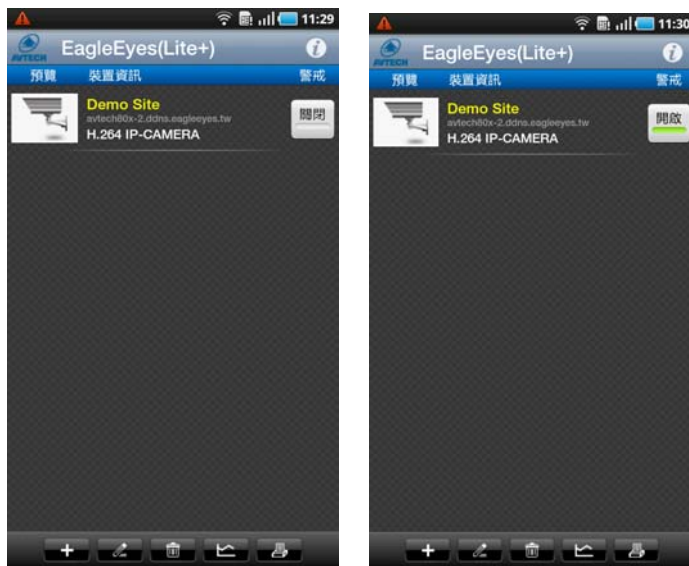 11:29
AVTECH
EagleEyes(Lite+)
預覽 裝置資訊 警戒
Demo Site
avtech80x-2.ddns.eagleeyes.tw
H.264 IP-CAMERA
關閉
11:30
AVTECH
EagleEyes(Lite+)
預覽 裝置資訊 警戒
Demo Site
avtech80x-2.ddns.eagleeyes.tw
H.264 IP-CAMERA
開啟